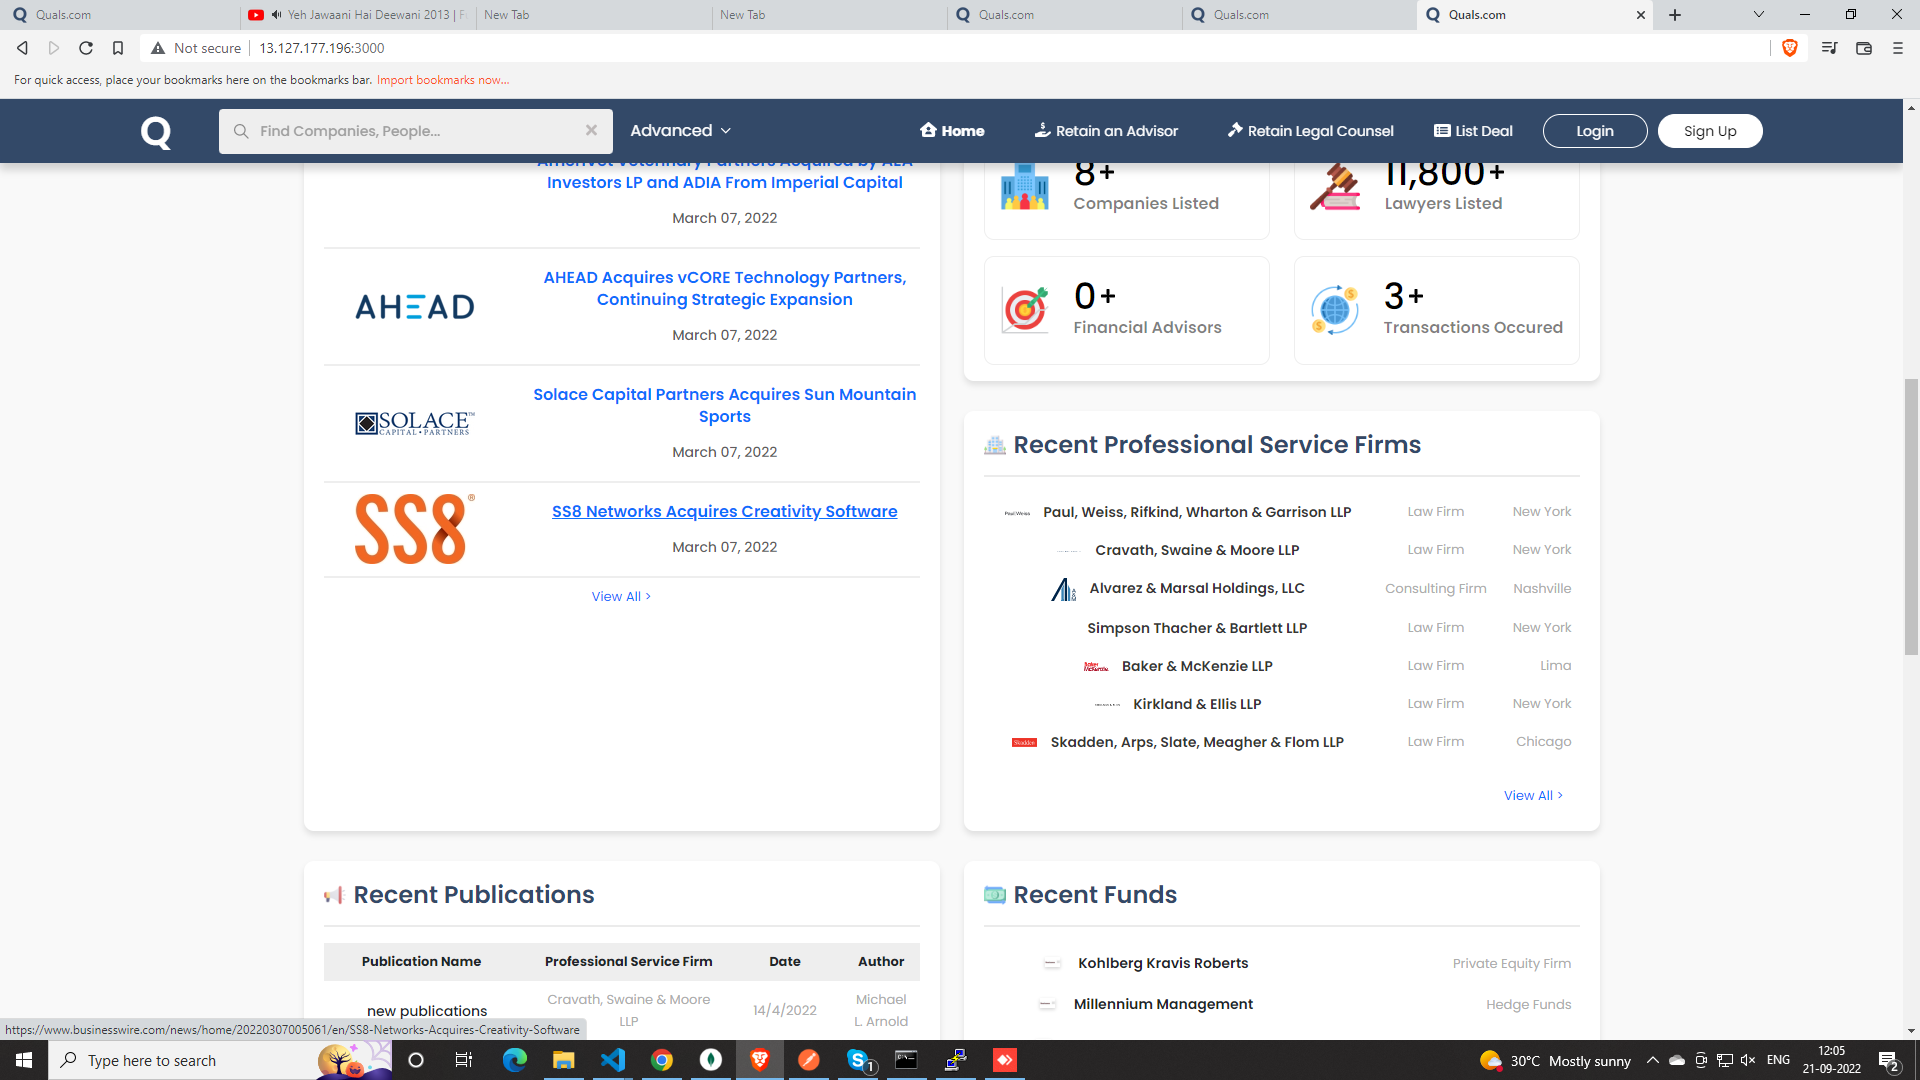 Quals.com
Yeh Jawaani Hai Deewani 2013 | F
New Tab
New Tab
Quals.com
Quals.com
Quals.com
Not secure
13.127.177.196:3000
For quick access, place your bookmarks here on the bookmarks bar. Import bookmarks now...
Q
Find Companies, People...
Advanced
Home
Retain an Advisor
Retain Legal Counsel
List Deal
Login
Sign Up
AmeriVet Veterinary Partners Acquired by AEA
Investors LP and ADIA From Imperial Capital
March 07, 2022
AHEAD
AHEAD Acquires vCORE Technology Partners,
Continuing Strategic Expansion
March 07, 2022
SOLACE™
CAPITAL • PARTNERS
Solace Capital Partners Acquires Sun Mountain
Sports
March 07, 2022
SS8®
SS8 Networks Acquires Creativity Software
March 07, 2022
View All >
8+
Companies Listed
11,800+
Lawyers Listed
0+
Financial Advisors
3+
Transactions Occured
Recent Professional Service Firms
Paul, Weiss, Rifkind, Wharton & Garrison LLP Law Firm New York
Cravath, Swaine & Moore LLP Law Firm New York
Alvarez & Marsal Holdings, LLC Consulting Firm Nashville
Simpson Thacher & Bartlett LLP Law Firm New York
Baker & McKenzie LLP Law Firm Lima
Kirkland & Ellis LLP Law Firm New York
Skadden Skadden, Arps, Slate, Meagher & Flom LLP Law Firm Chicago
View All >
Recent Publications
Publication Name Professional Service Firm Date Author
new publications
Cravath, Swaine & Moore
LLP
14/4/2022
Michael
L. Arnold
Recent Funds
Kohlberg Kravis Roberts Private Equity Firm
Millennium Management Hedge Funds
https://www.businesswire.com/news/home/20220307005061/en/SS8-Networks-Acquires-Creativity-Software
Type here to search
1
30°C Mostly sunny
ENG
12:05
21-09-2022
2